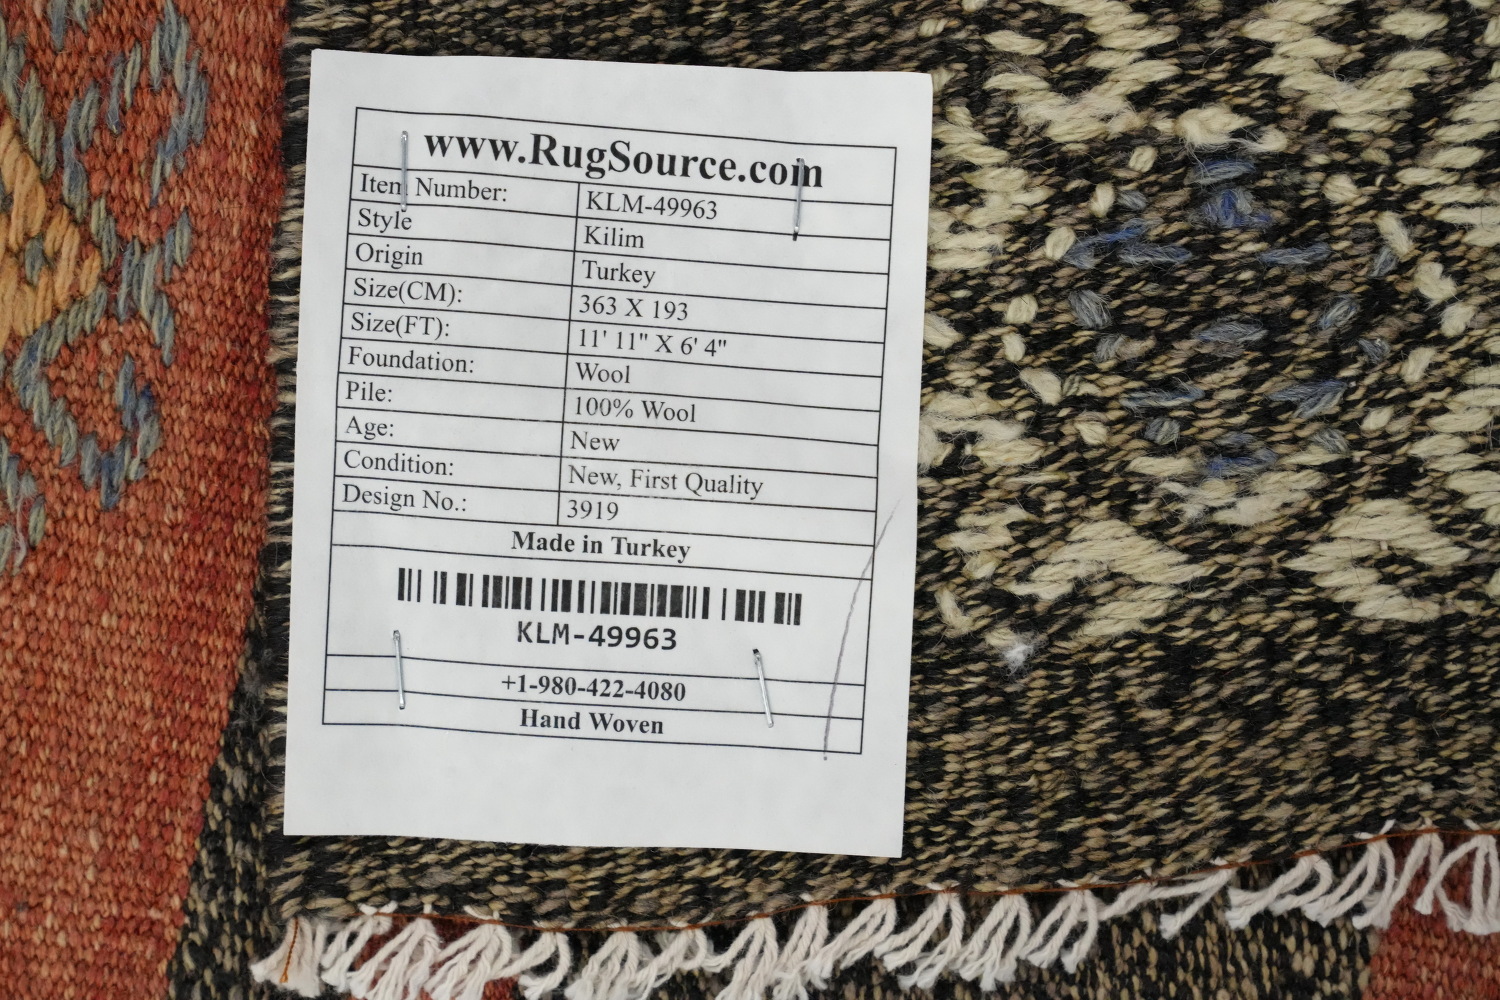 www.RugSource.com
Item Number: KLM-49963
Style Kilim
Origin Turkey
Size(CM): 363 X 193
Size(FT): 11' 11" X 6' 4"
Foundation: Wool
Pile: 100% Wool
Age: New
Condition: New, First Quality
Design No.: 3919
Made in Turkey
KLM-49963
+1-980-422-4080
Hand Woven